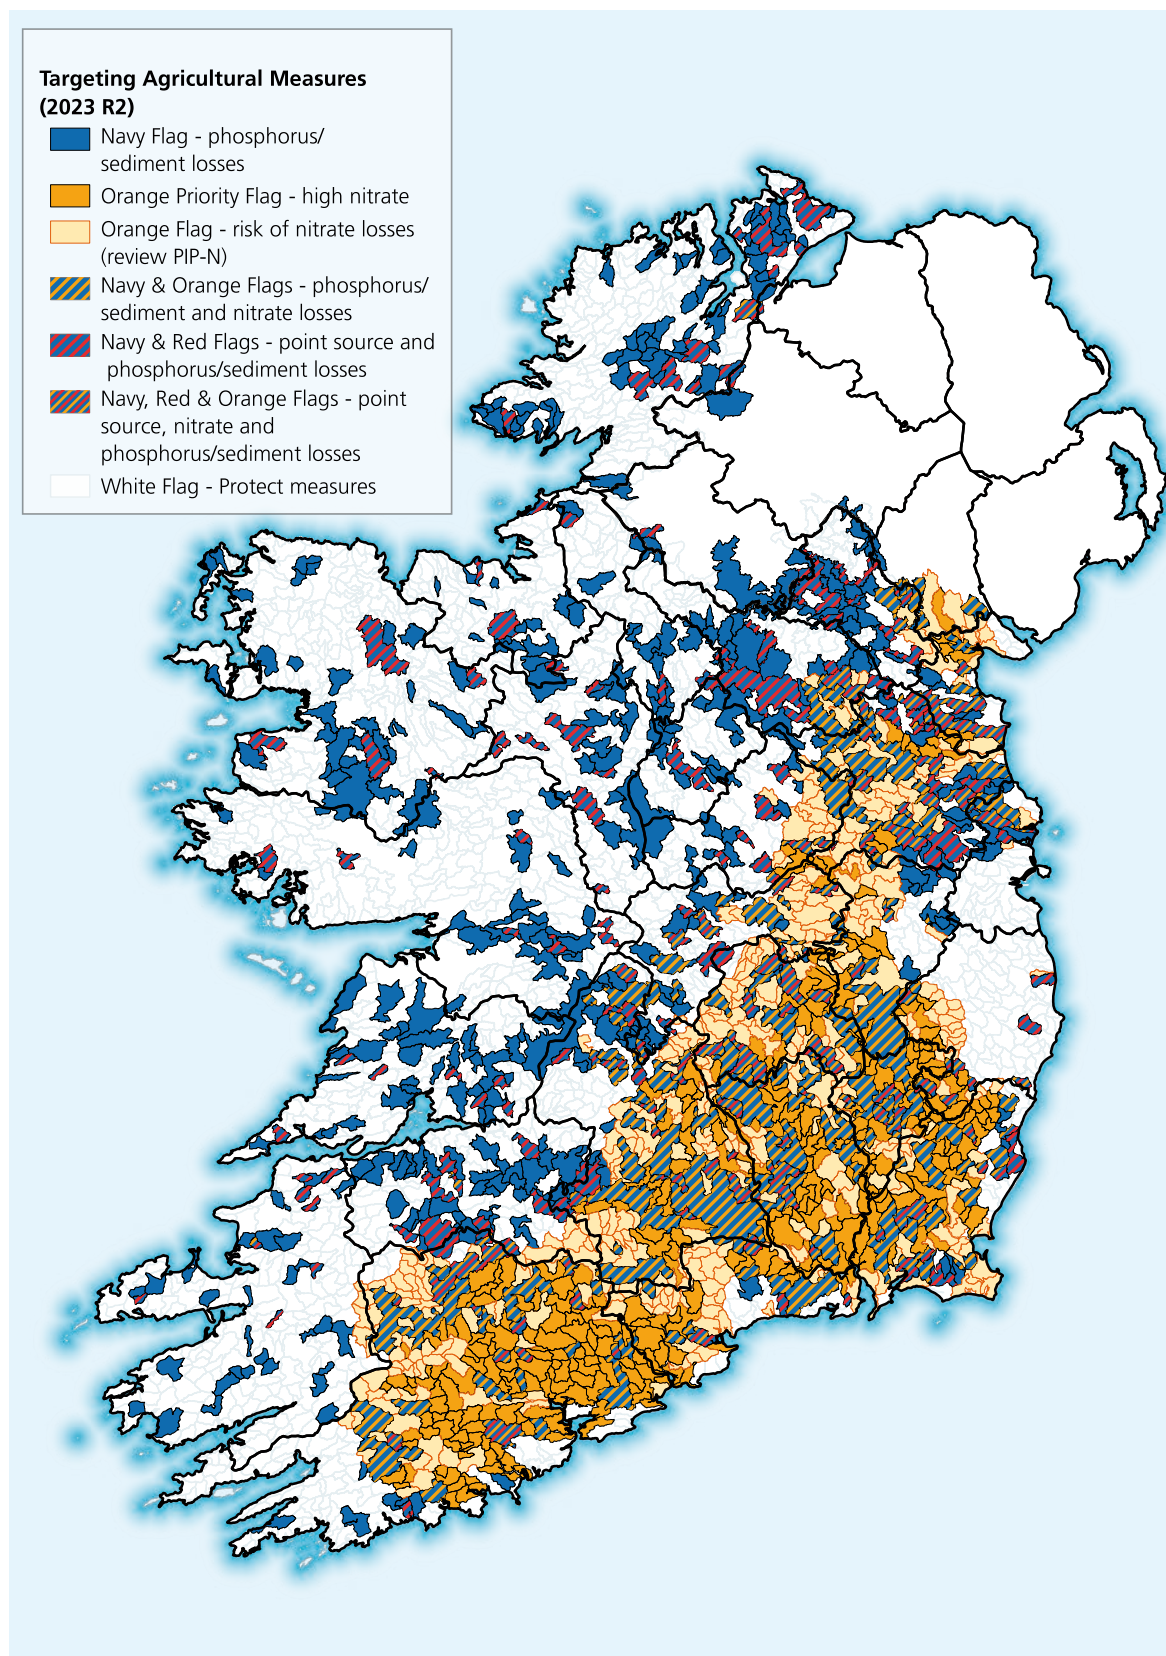 Targeting Agricultural Measures
(2023 R2)
Navy Flag - phosphorus/
sediment losses
Orange Priority Flag - high nitrate
Orange Flag - risk of nitrate losses
(review PIP-N)
Navy & Orange Flags - phosphorus/
sediment and nitrate losses
Navy & Red Flags - point source and
phosphorus/sediment losses
Navy, Red & Orange Flags - point
source, nitrate and
phosphorus/sediment losses
White Flag - Protect measures